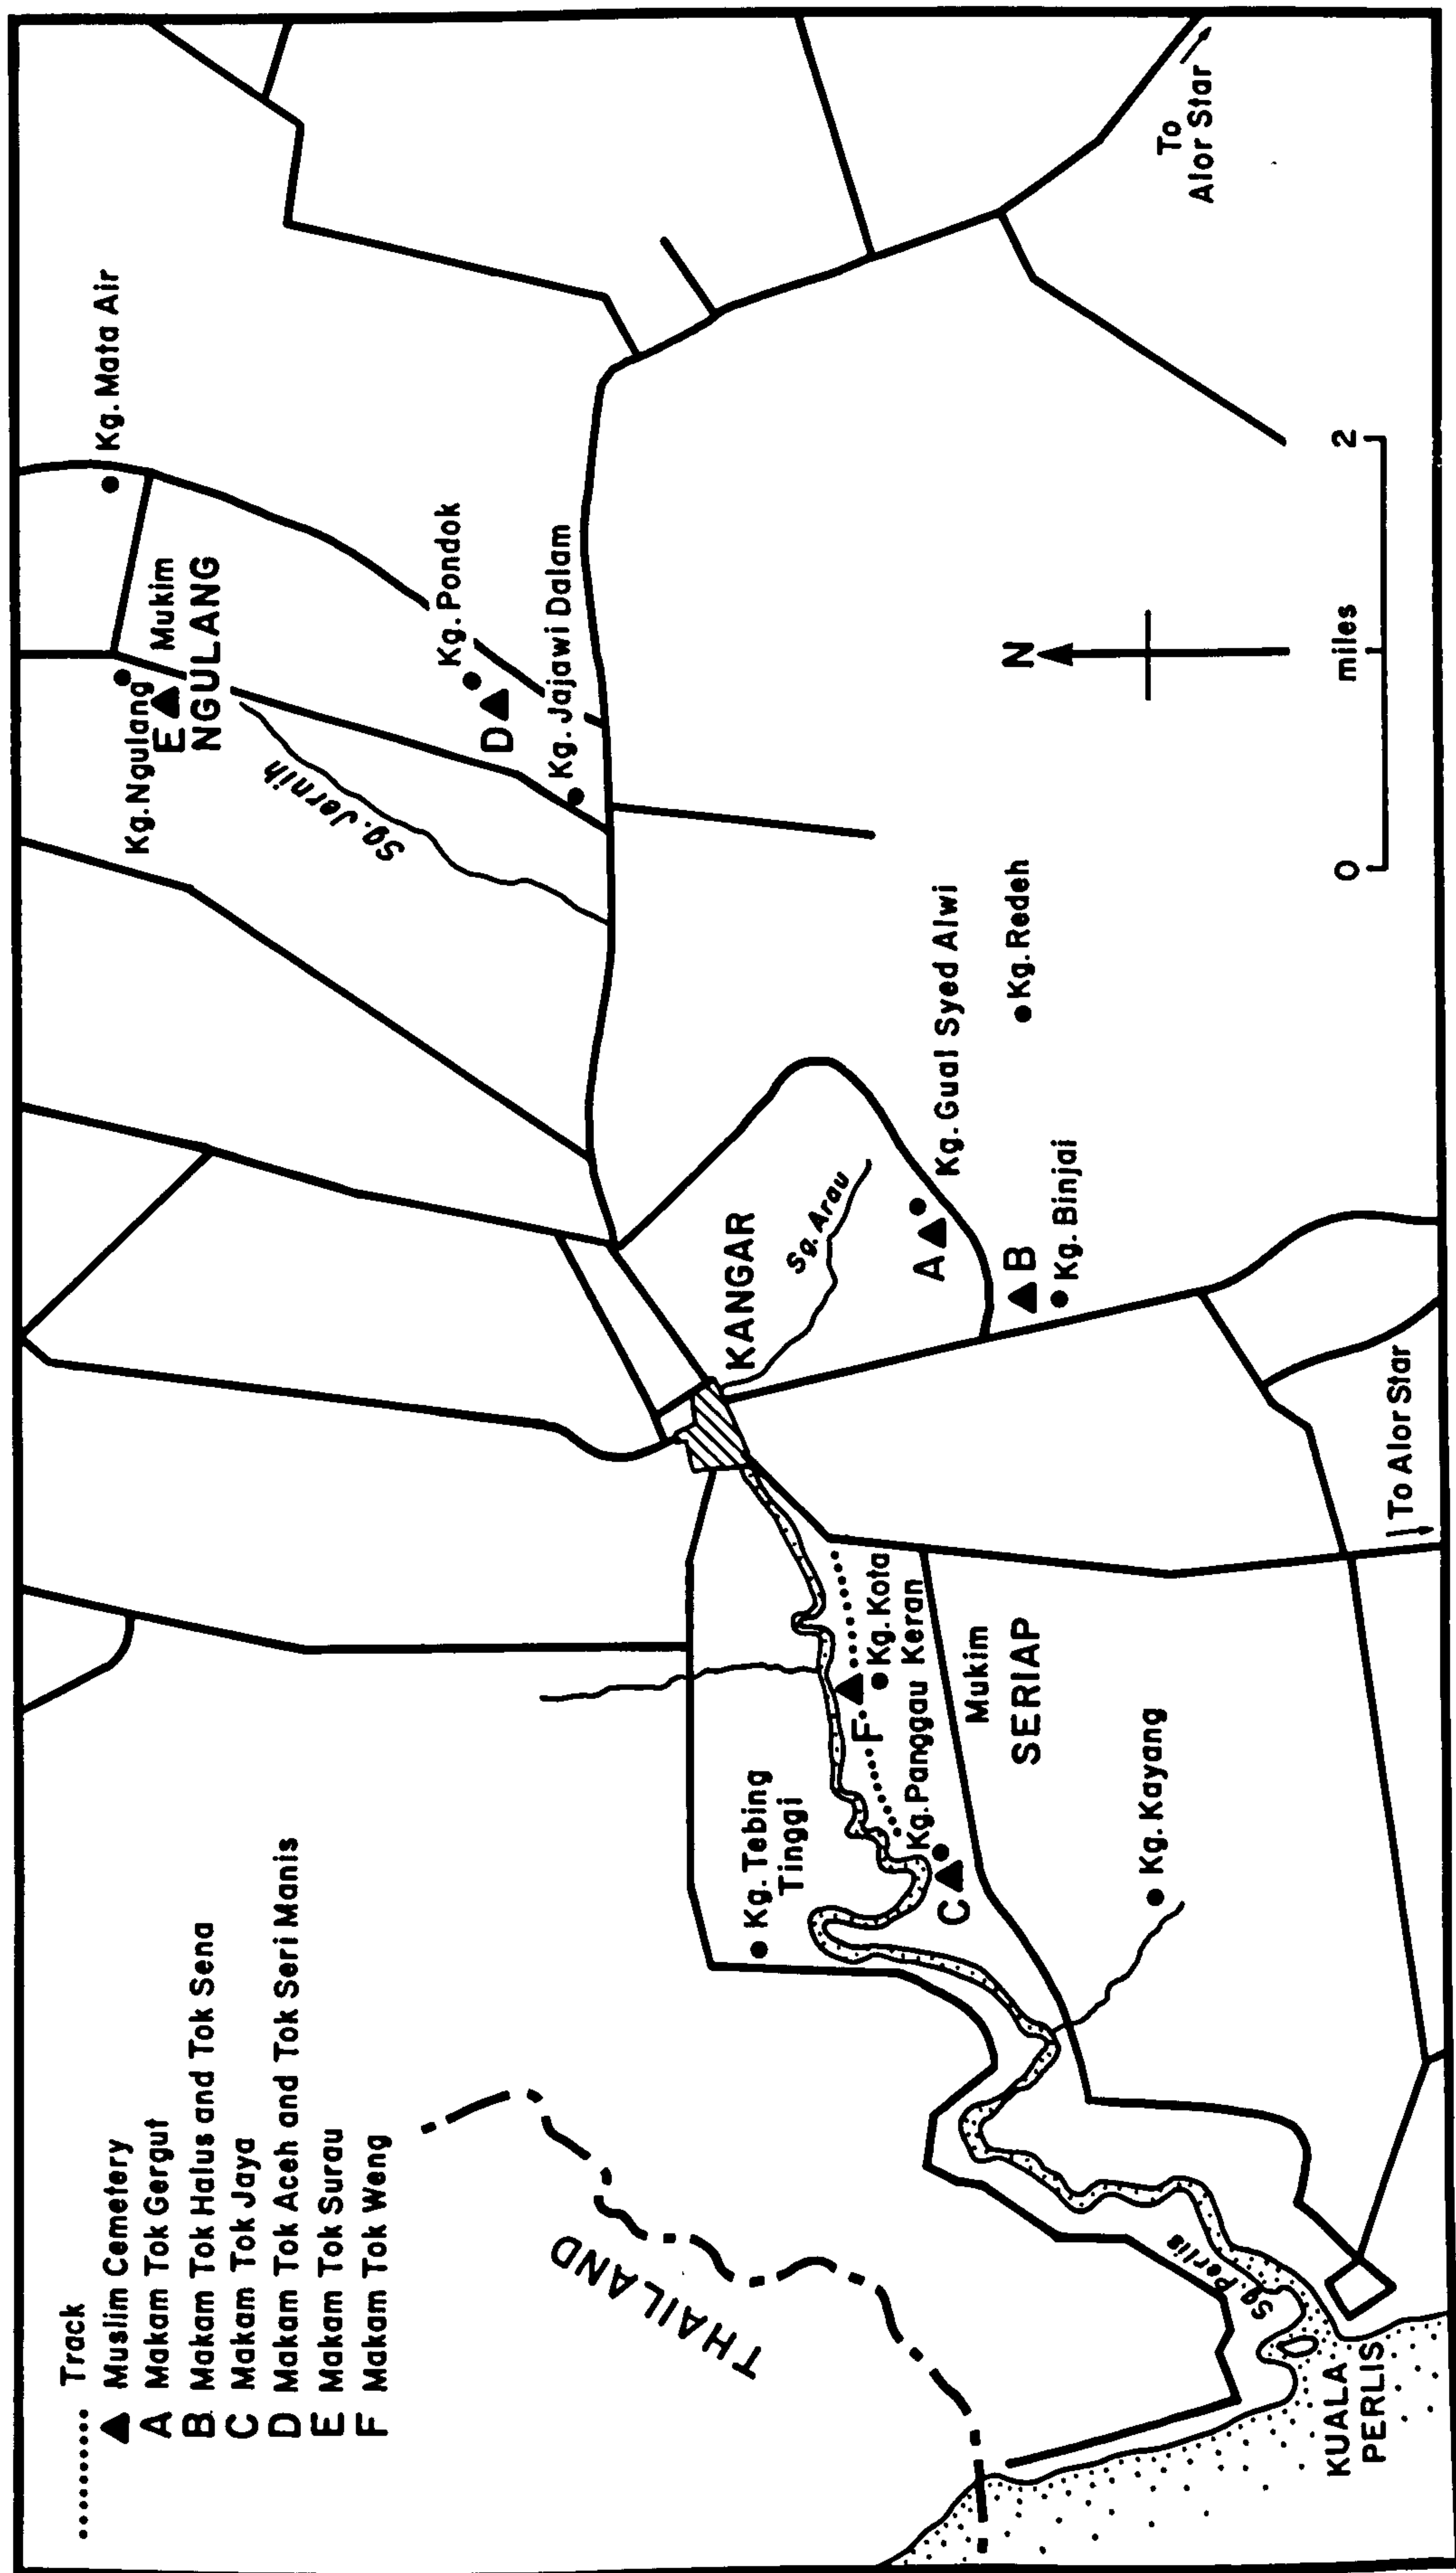 Track
Muslim Cemetery
A Makam Tok Gergut
B Makam Tok Halus and Tok Sena
C Makam Tok Jaya
D Makam Tok Aceh and Tok Seri Manis
E Makam Tok Surau
F Makam Tok Weng
THAILAND
Kg. Tebing
Tinggi
F
Kg. Kota
Kg. Panggau Keran
C
Mukim
SERIAP
Kg. Kayang
Sg. Perlis
KUALA
PERLIS
To Alor Star
KANGAR
Sg. Arau
A
Kg. Gual Syed Alwi
B
Kg. Binjai
Kg. Redeh
Kg. Ngulang
E
Mukim
NGULANG
Kg. Mata Air
Sg. Jernih
Kg. Pondok
D
Kg. Jajawi Dalam
N
0 miles 2
To
Alor Star